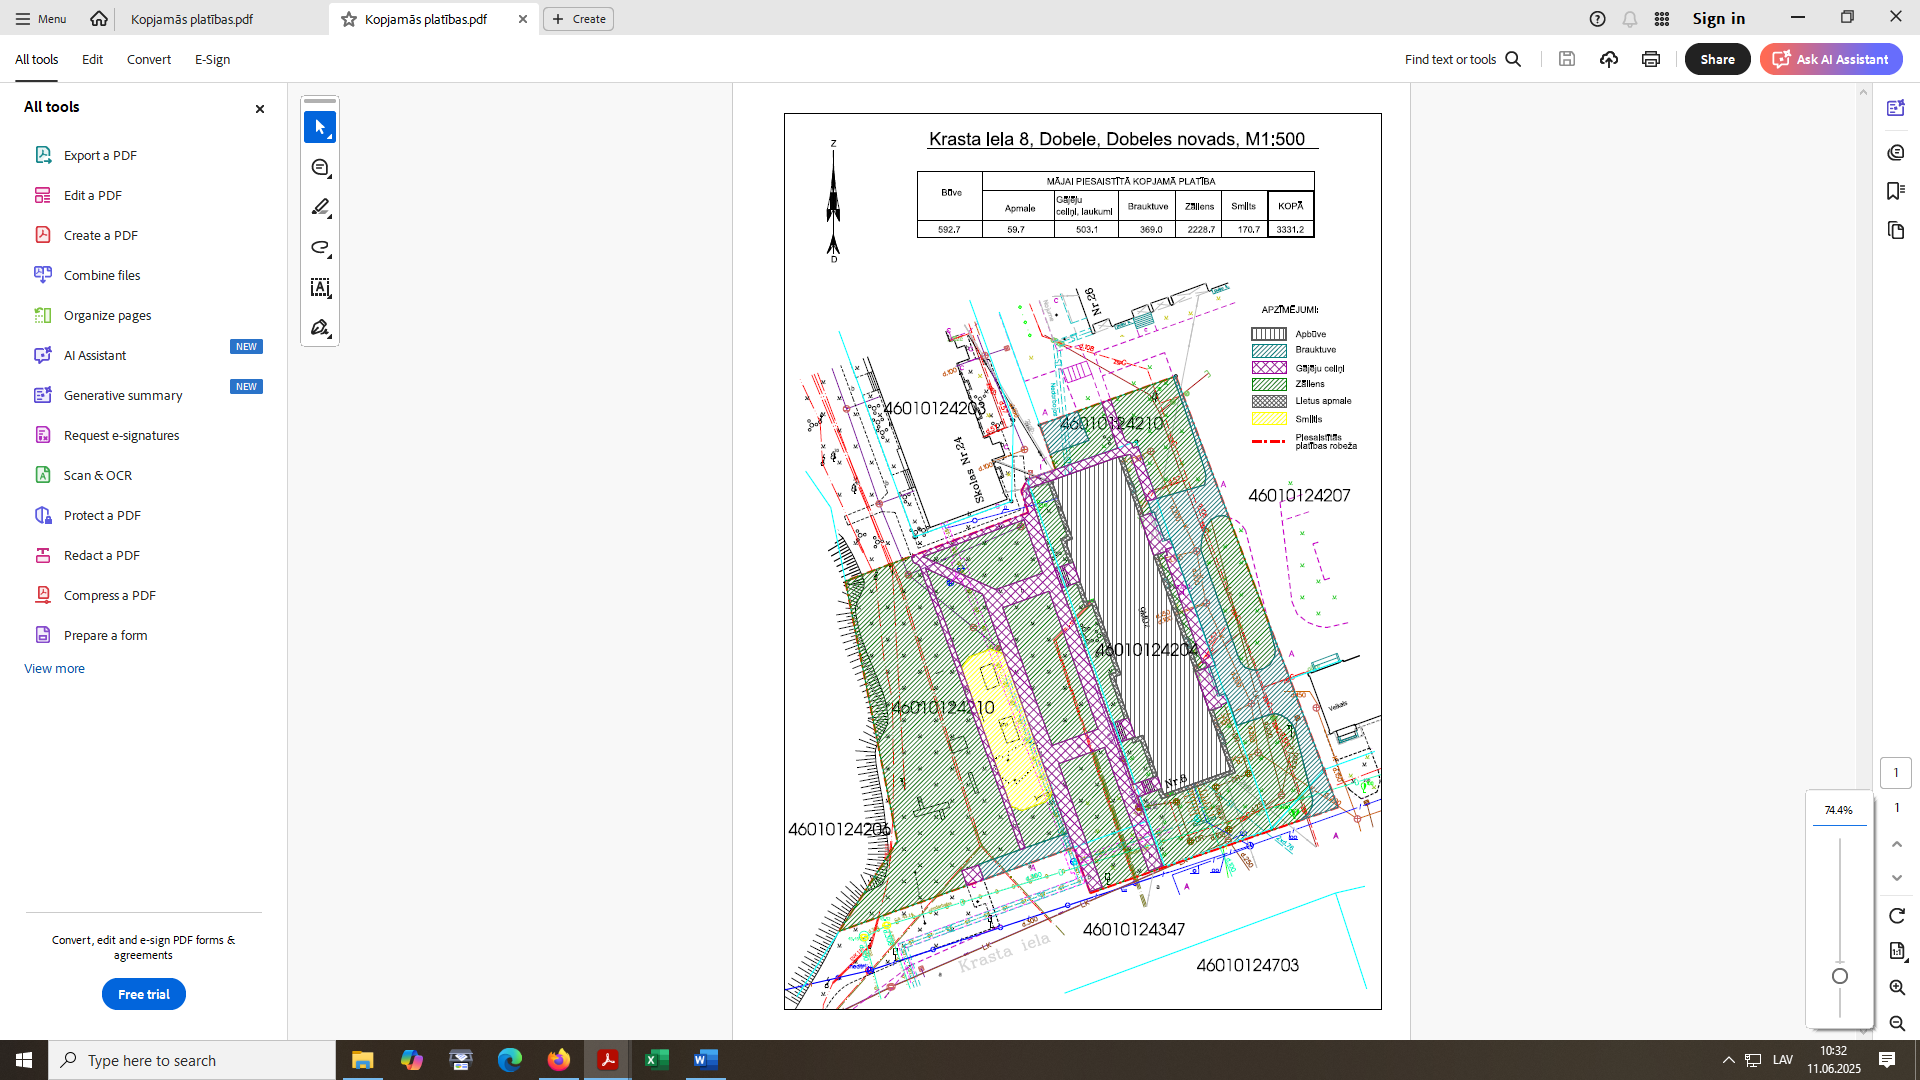 Menu
Kopjamās platības.pdf
Kopjamās platības.pdf
Create
Sign in
All tools
Edit
Convert
E-Sign
Find text or tools
Share
Ask AI Assistant
All tools
Export a PDF
Edit a PDF
Create a PDF
Combine files
Organize pages
AI Assistant NEW
Generative summary NEW
Request e-signatures
Scan & OCR
Protect a PDF
Redact a PDF
Compress a PDF
Prepare a form
View more
Convert, edit and e-sign PDF forms &
agreements
Free trial
Krasta iela 8, Dobele, Dobeles novads, M1:500
Z
D
Būve
MĀJAI PIESAISTĪTĀ KOPJAMĀ PLATĪBA
Apmale
Gājēju
celiņi, laukumi
Brauktuve
Zāliens
Smilts
KOPĀ
592.7 59.7 503.1 369.0 2228.7 170.7 3331.2
APZĪMĒJUMI:
Apbūve
Brauktuve
Gājēju celiņi
Zāliens
Lietus apmale
Smilts
Piesaistītās
platības robeža
Nr.26
46010124203
46010124210
Skolas Nr.24
46010124207
46010124204
46010124210
Veikals
46010124206
46010124347
Krasta iela
46010124703
1
1
74.4%
Type here to search
LAV
10:32
11.06.2025